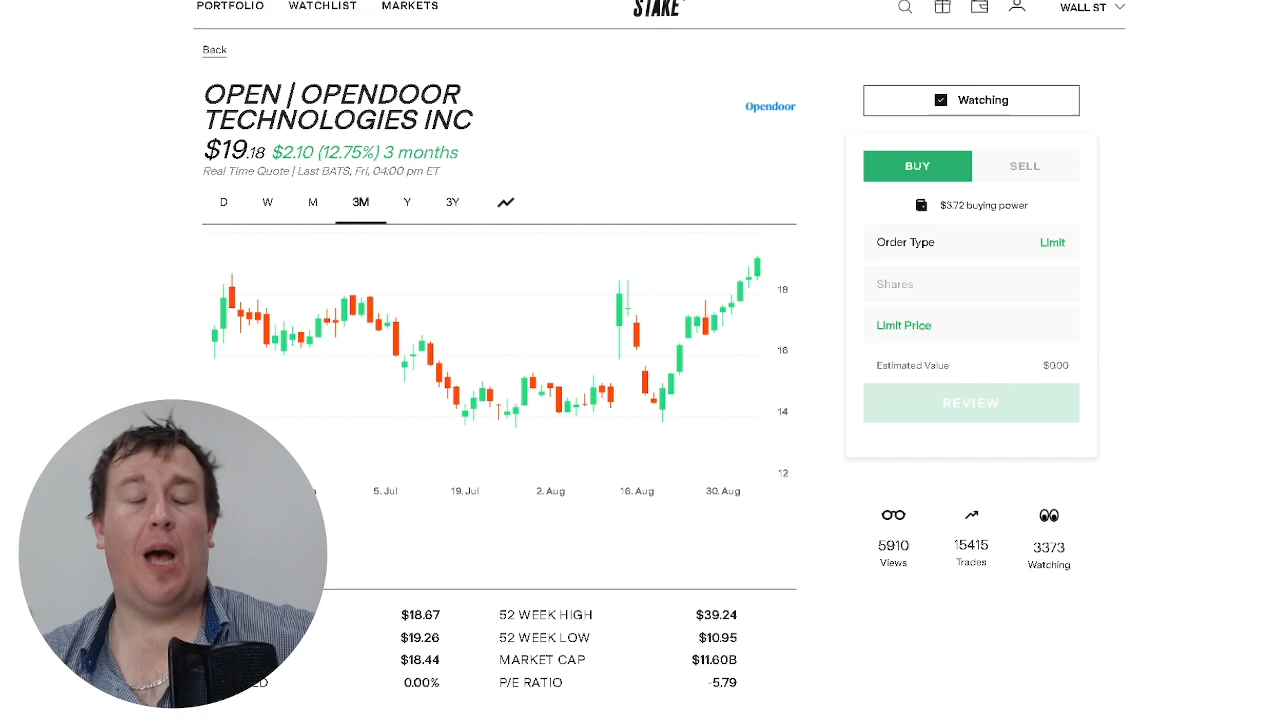 PORTFOLIO WATCHLIST MARKETS
STAKE
WALL ST
Back
OPEN | OPENDOOR
TECHNOLOGIES INC
Opendoor
Watching
$19.18 $2.10 (12.75%) 3 months
Real Time Quote | Last BATS, Fri, 04:00 pm ET
BUY SELL
D W M 3M Y 3Y
$3.72 buying power
Order Type Limit
Shares
18
Limit Price
16
Estimated Value $0.00
REVIEW
14
12
5. Jul 19. Jul 2. Aug 16. Aug 30. Aug
5910 15415 3373
Views Trades Watching
$18.67 52 WEEK HIGH $39.24
$19.26 52 WEEK LOW $10.95
$18.44 MARKET CAP $11.60B
0.00% P/E RATIO -5.79